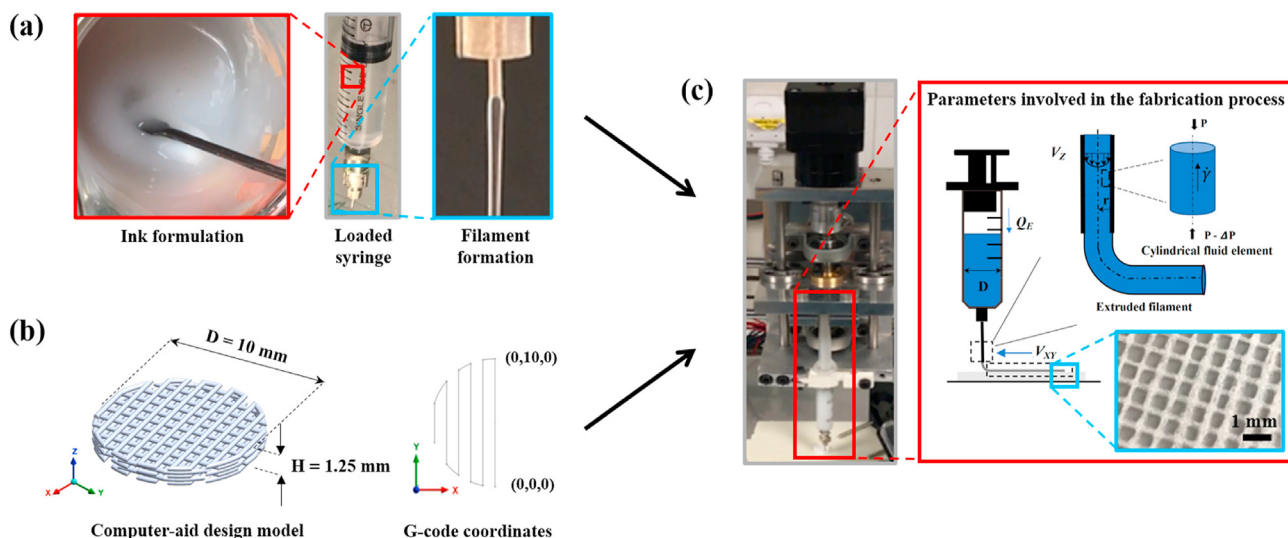 (a)
SINGLE USE
Ink formulation
Loaded
syringe
Filament
formation
(b)
D = 10 mm
H = 1.25 mm
Z
X
Y
Computer-aid design model
(0,10,0)
(0,0,0)
Y
X
G-code coordinates
(c)
Parameters involved in the fabrication process
P
V_Z
r
γ̇
P - ΔP
Cylindrical fluid element
Q_E
D
Extruded filament
V_XY
1 mm